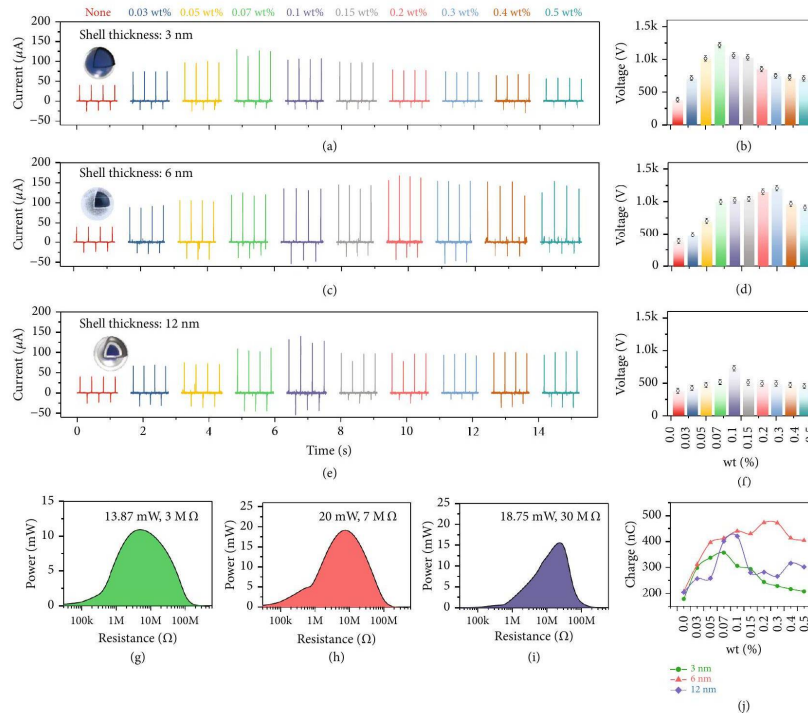 None 0.03 wt% 0.05 wt% 0.07 wt% 0.1 wt% 0.15 wt% 0.2 wt% 0.3 wt% 0.4 wt% 0.5 wt%
Shell thickness: 3 nm
Current (μA)
200
150
100
50
0
−50
(a)
Voltage (V)
1.5k
1.0k
500
0
(b)
Shell thickness: 6 nm
Current (μA)
200
150
100
50
0
−50
(c)
Voltage (V)
1.5k
1.0k
500
0
(d)
Shell thickness: 12 nm
Current (μA)
200
150
100
50
0
−50
0 2 4 6 8 10 12 14
Time (s)
(e)
Voltage (V)
1.5k
1.0k
500
0
0.0 0.03 0.05 0.07 0.1 0.15 0.2 0.3 0.4 0.5
wt (%)
(f)
13.87 mW, 3 M Ω
Power (mW)
15
10
5
0
100k 1M 10M 100M
Resistance (Ω)
(g)
20 mW, 7 M Ω
Power (mW)
25
20
15
10
5
0
100k 1M 10M 100M
Resistance (Ω)
(h)
18.75 mW, 30 M Ω
Power (mW)
25
20
15
10
5
0
100k 1M 10M 100M
Resistance (Ω)
(i)
Charge (nC)
500
400
300
200
0.0 0.03 0.05 0.07 0.1 0.15 0.2 0.3 0.4 0.5
wt (%)
3 nm
6 nm
12 nm
(j)